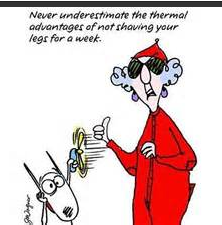 Never underestimate the thermal
advantages of not shaving your
legs for a week.